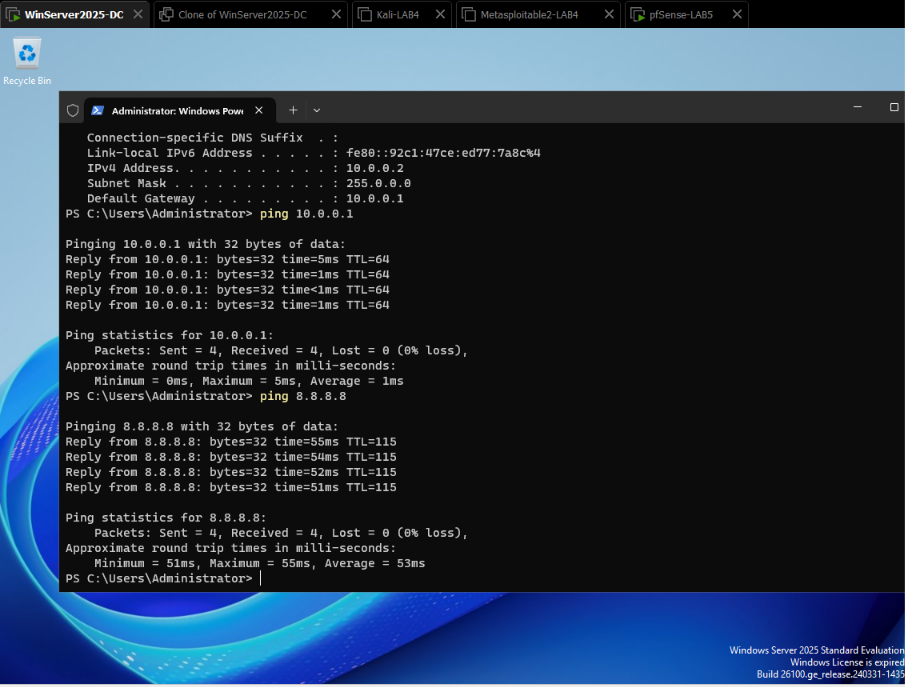 WinServer2025-DC
Clone of WinServer2025-DC
Kali-LAB4
Metasploitable2-LAB4
pfSense-LAB5
Recycle Bin
Administrator: Windows Pow
Connection-specific DNS Suffix  . :
Link-local IPv6 Address . . . . . : fe80::92c1:47ce:ed77:7a8c%4
IPv4 Address. . . . . . . . . . . : 10.0.0.2
Subnet Mask . . . . . . . . . . . : 255.0.0.0
Default Gateway . . . . . . . . . : 10.0.0.1
PS C:\Users\Administrator> ping 10.0.0.1
Pinging 10.0.0.1 with 32 bytes of data:
Reply from 10.0.0.1: bytes=32 time=5ms TTL=64
Reply from 10.0.0.1: bytes=32 time=1ms TTL=64
Reply from 10.0.0.1: bytes=32 time<1ms TTL=64
Reply from 10.0.0.1: bytes=32 time=1ms TTL=64
Ping statistics for 10.0.0.1:
Packets: Sent = 4, Received = 4, Lost = 0 (0% loss),
Approximate round trip times in milli-seconds:
Minimum = 0ms, Maximum = 5ms, Average = 1ms
PS C:\Users\Administrator> ping 8.8.8.8
Pinging 8.8.8.8 with 32 bytes of data:
Reply from 8.8.8.8: bytes=32 time=55ms TTL=115
Reply from 8.8.8.8: bytes=32 time=54ms TTL=115
Reply from 8.8.8.8: bytes=32 time=52ms TTL=115
Reply from 8.8.8.8: bytes=32 time=51ms TTL=115
Ping statistics for 8.8.8.8:
Packets: Sent = 4, Received = 4, Lost = 0 (0% loss),
Approximate round trip times in milli-seconds:
Minimum = 51ms, Maximum = 55ms, Average = 53ms
PS C:\Users\Administrator>
Windows Server 2025 Standard Evaluation
Windows License is expired
Build 26100.ge_release.240331-1435